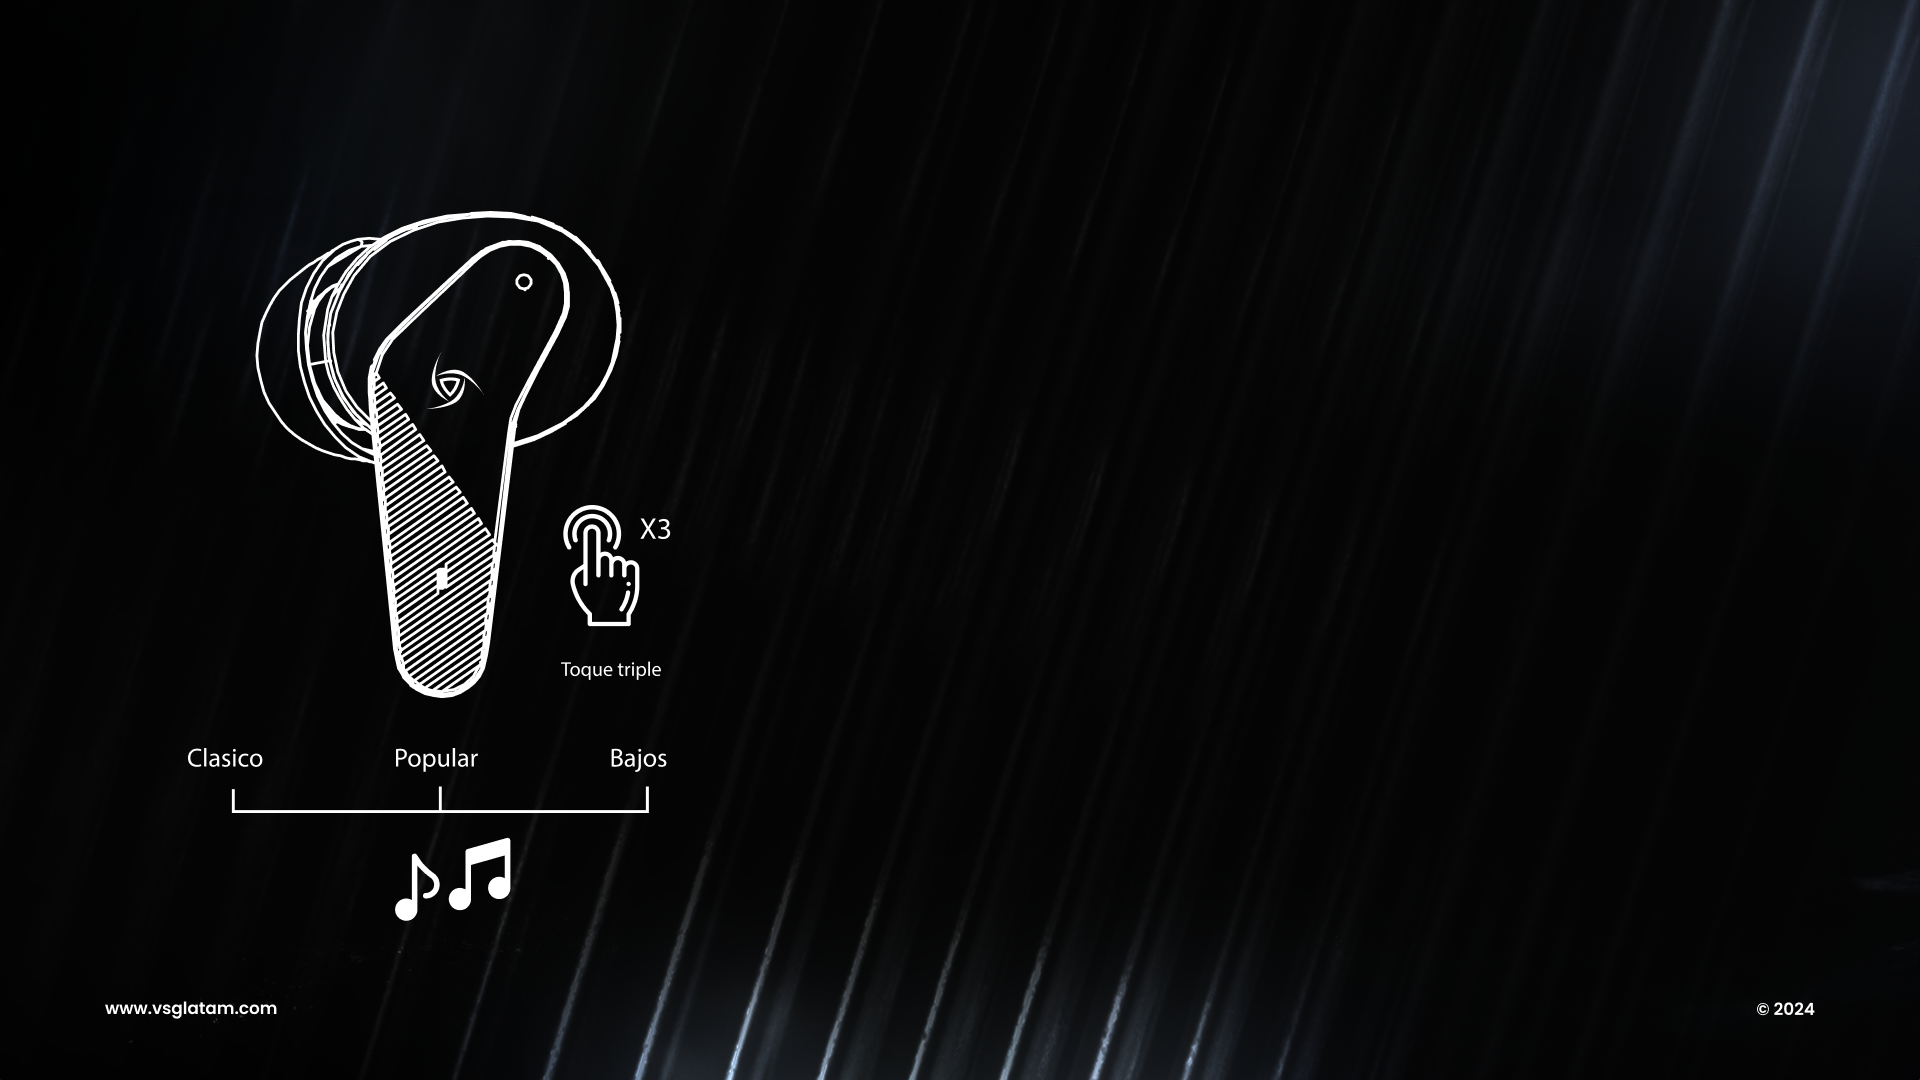 X3
Toque triple
Clasico Popular Bajos
www.vsglatam.com
© 2024